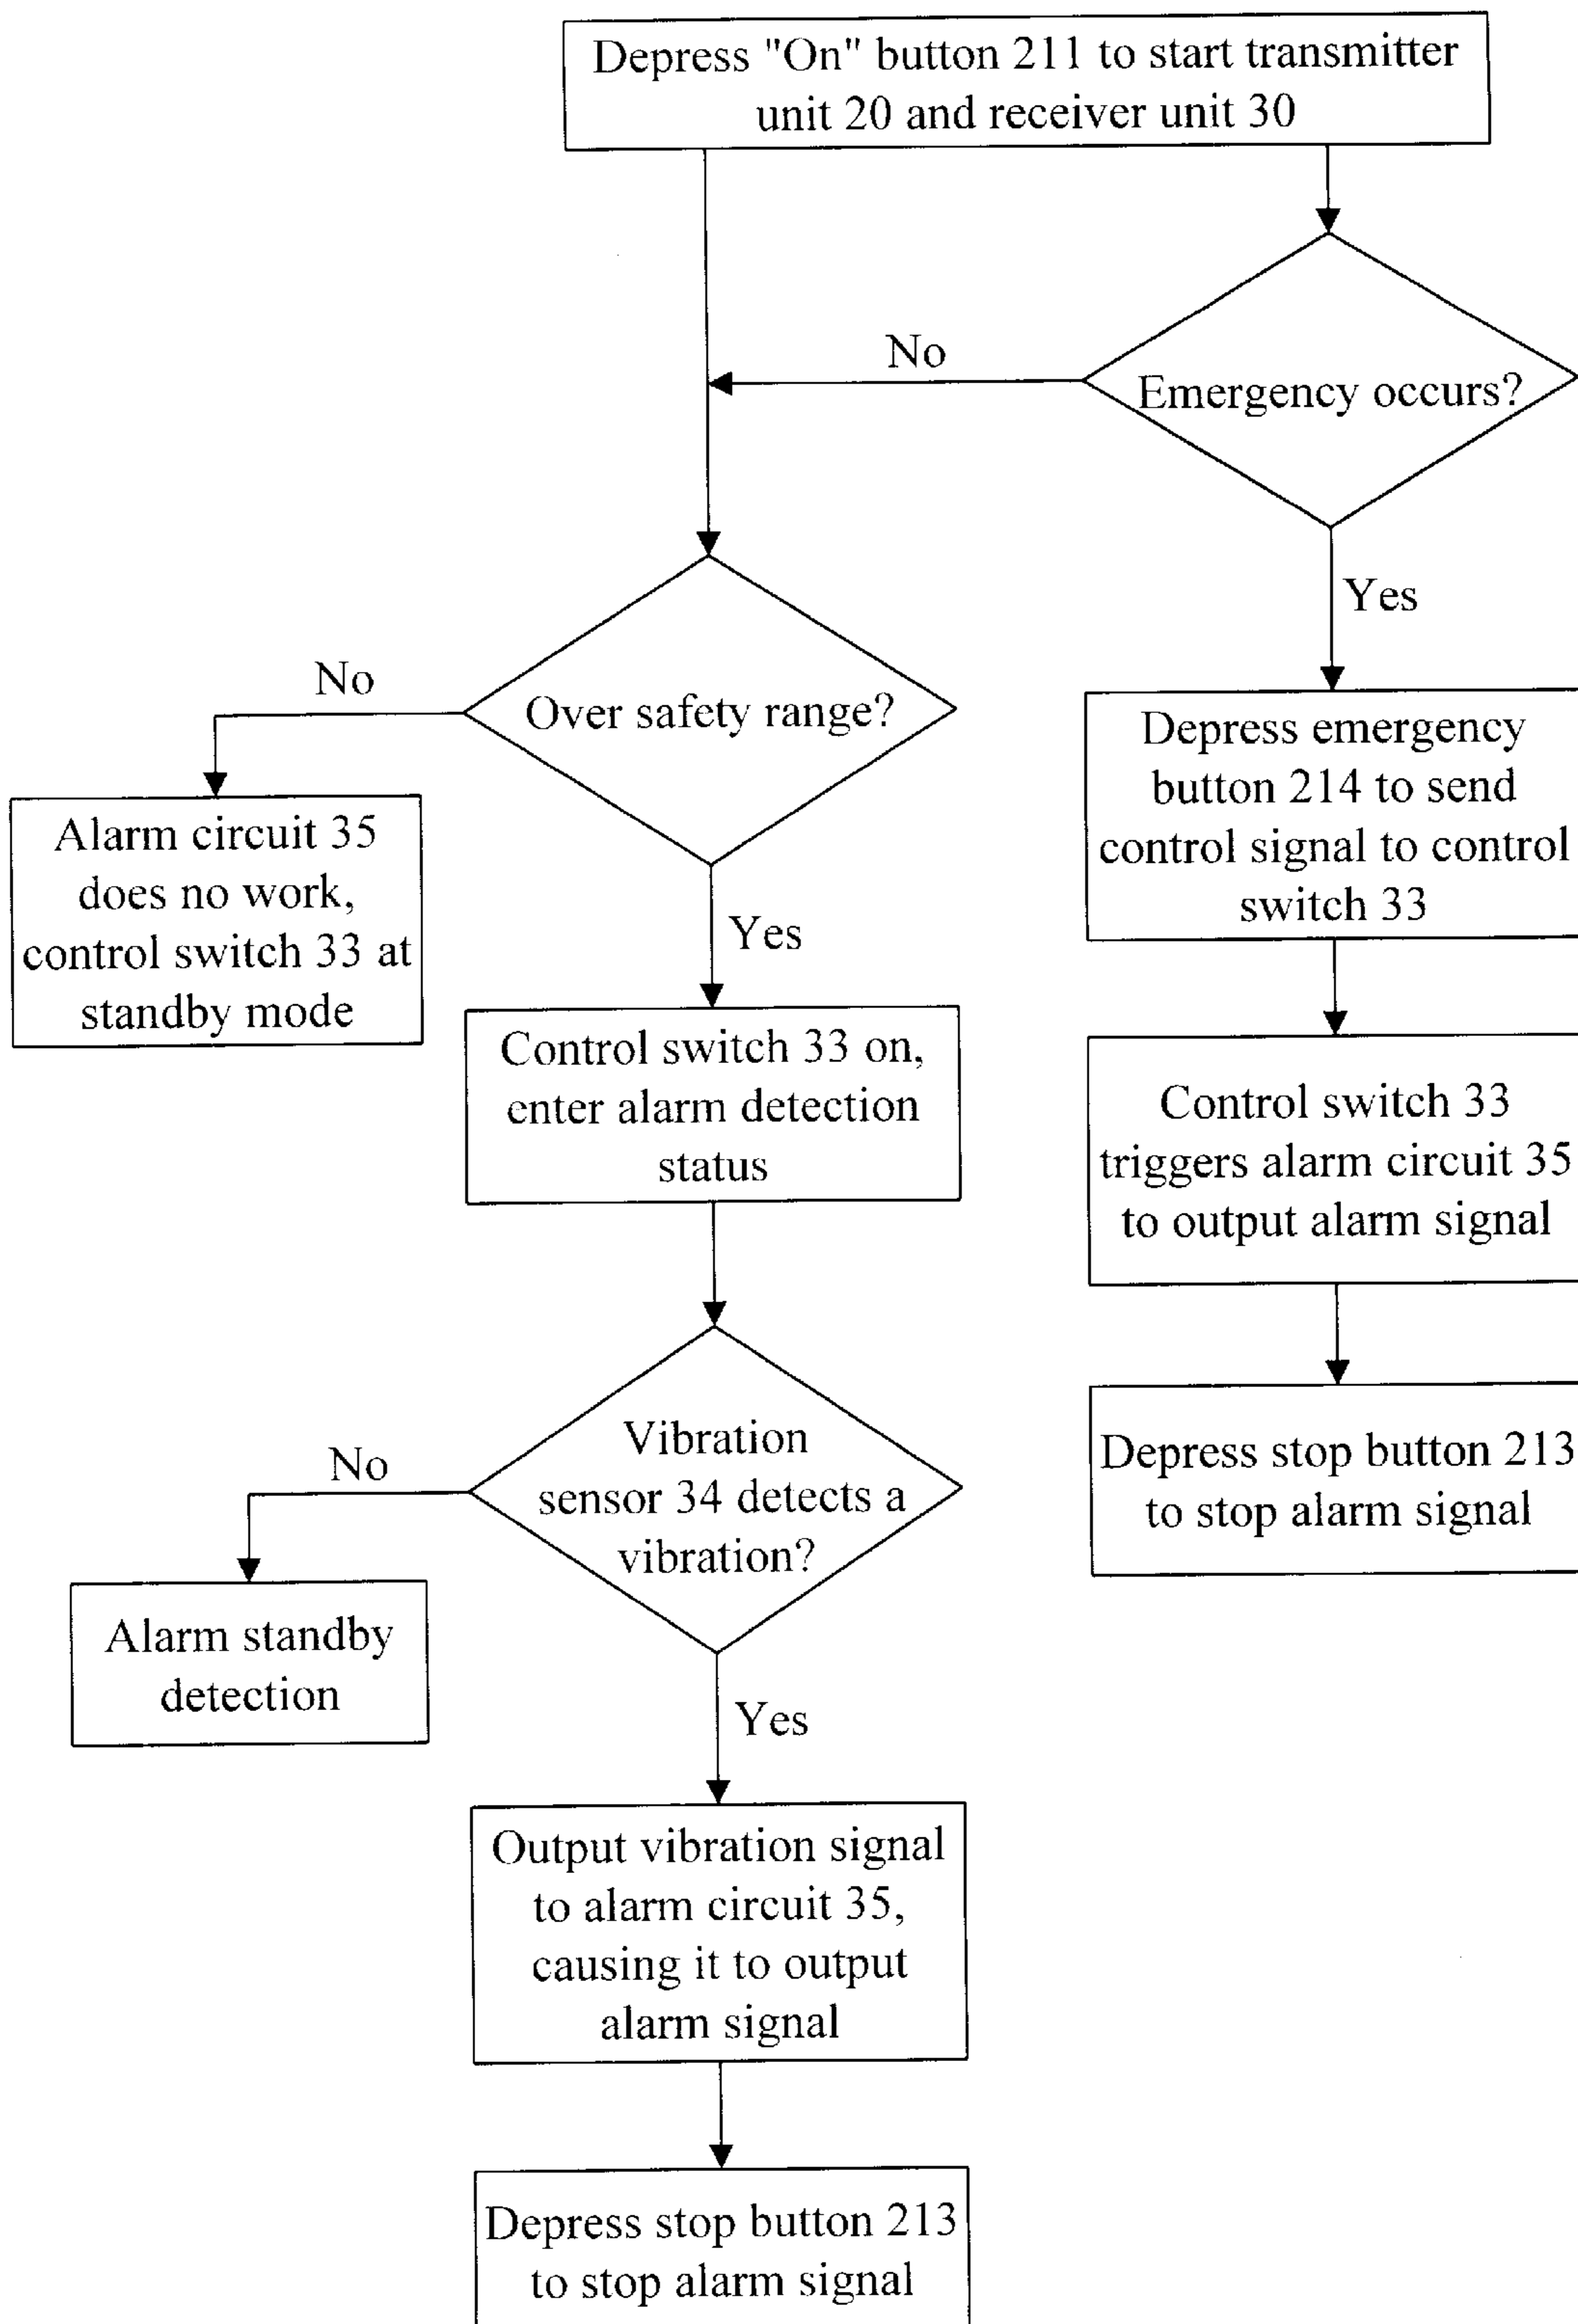 Depress "On" button 211 to start transmitter
unit 20 and receiver unit 30
No
Emergency occurs?
Yes
No
Over safety range?
Depress emergency
button 214 to send
control signal to control
switch 33
Alarm circuit 35
does no work,
control switch 33 at
standby mode
Yes
Control switch 33 on,
enter alarm detection
status
Control switch 33
triggers alarm circuit 35
to output alarm signal
No
Vibration
sensor 34 detects a
vibration?
Depress stop button 213
to stop alarm signal
Alarm standby
detection
Yes
Output vibration signal
to alarm circuit 35,
causing it to output
alarm signal
Depress stop button 213
to stop alarm signal